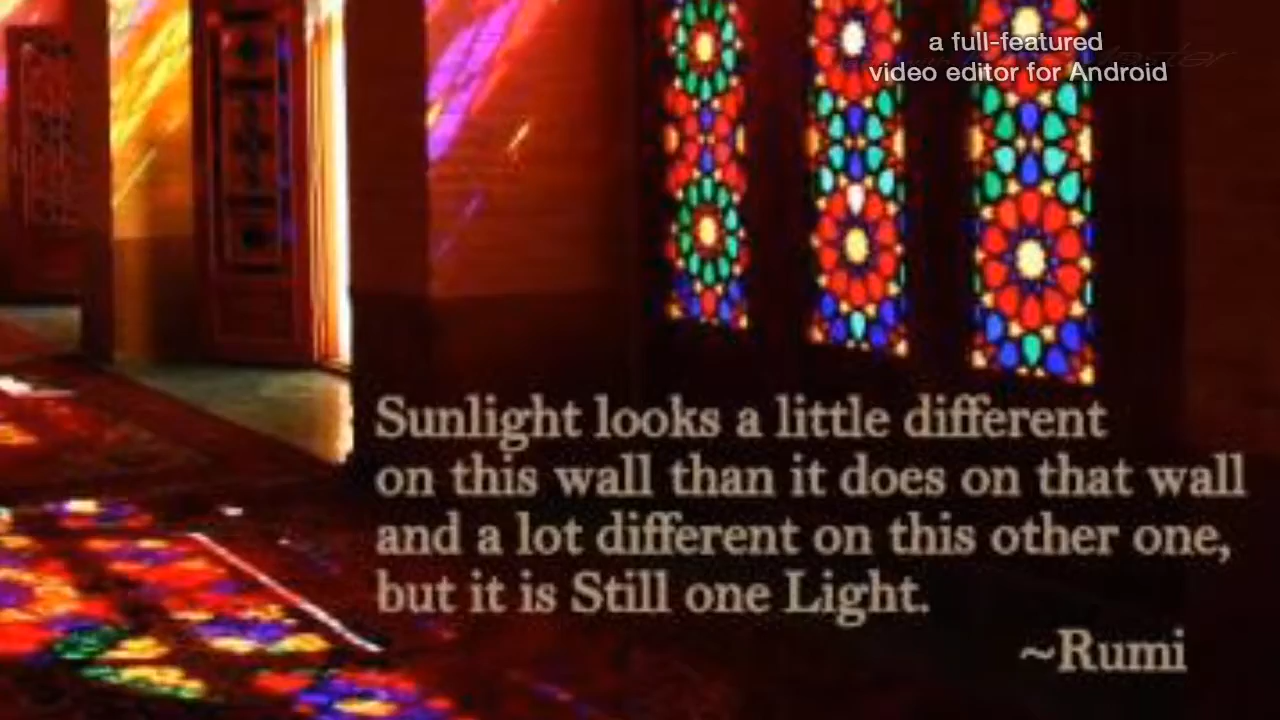 a full-featured
video editor for Android
Sunlight looks a little different
on this wall than it does on that wall
and a lot different on this other one,
but it is Still one Light.
~Rumi